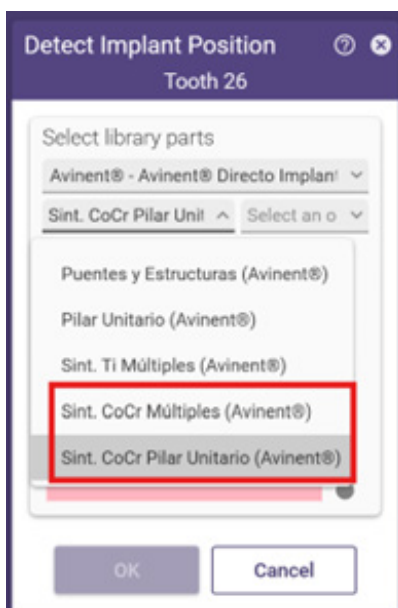 Detect Implant Position
Tooth 26
Select library parts
Avinent® - Avinent® Directo Implan
Sint. CoCr Pilar Unit Select an o
Puentes y Estructuras (Avinent®)
Pilar Unitario (Avinent®)
Sint. Ti Múltiples (Avinent®)
Sint. CoCr Múltiples (Avinent®)
Sint. CoCr Pilar Unitario (Avinent®)
OK Cancel